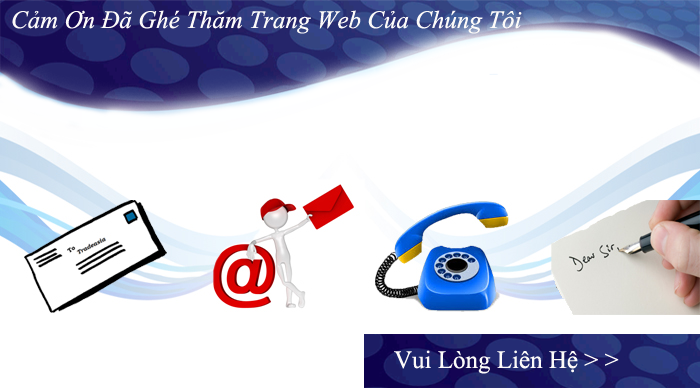 Cảm Ơn Đã Ghé Thăm Trang Web Của Chúng Tôi
To
Tradeasia
@
Dear Sir,
Vui Lòng Liên Hệ > >